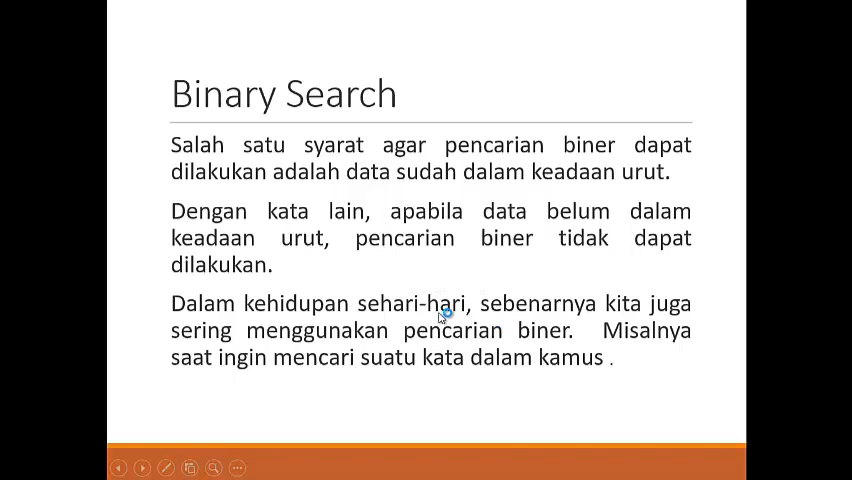 Binary Search
Salah satu syarat agar pencarian biner dapat
dilakukan adalah data sudah dalam keadaan urut.
Dengan kata lain, apabila data belum dalam
keadaan urut, pencarian biner tidak dapat
dilakukan.
Dalam kehidupan sehari-hari, sebenarnya kita juga
sering menggunakan pencarian biner. Misalnya
saat ingin mencari suatu kata dalam kamus .